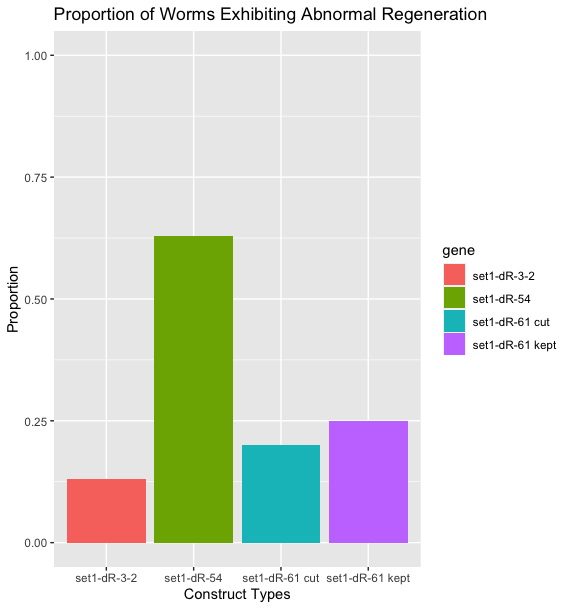 Proportion of Worms Exhibiting Abnormal Regeneration
1.00
0.75
0.50
0.25
0.00
Proportion
set1-dR-3-2 set1-dR-54 set1-dR-61 cut set1-dR-61 kept
Construct Types
gene
set1-dR-3-2
set1-dR-54
set1-dR-61 cut
set1-dR-61 kept